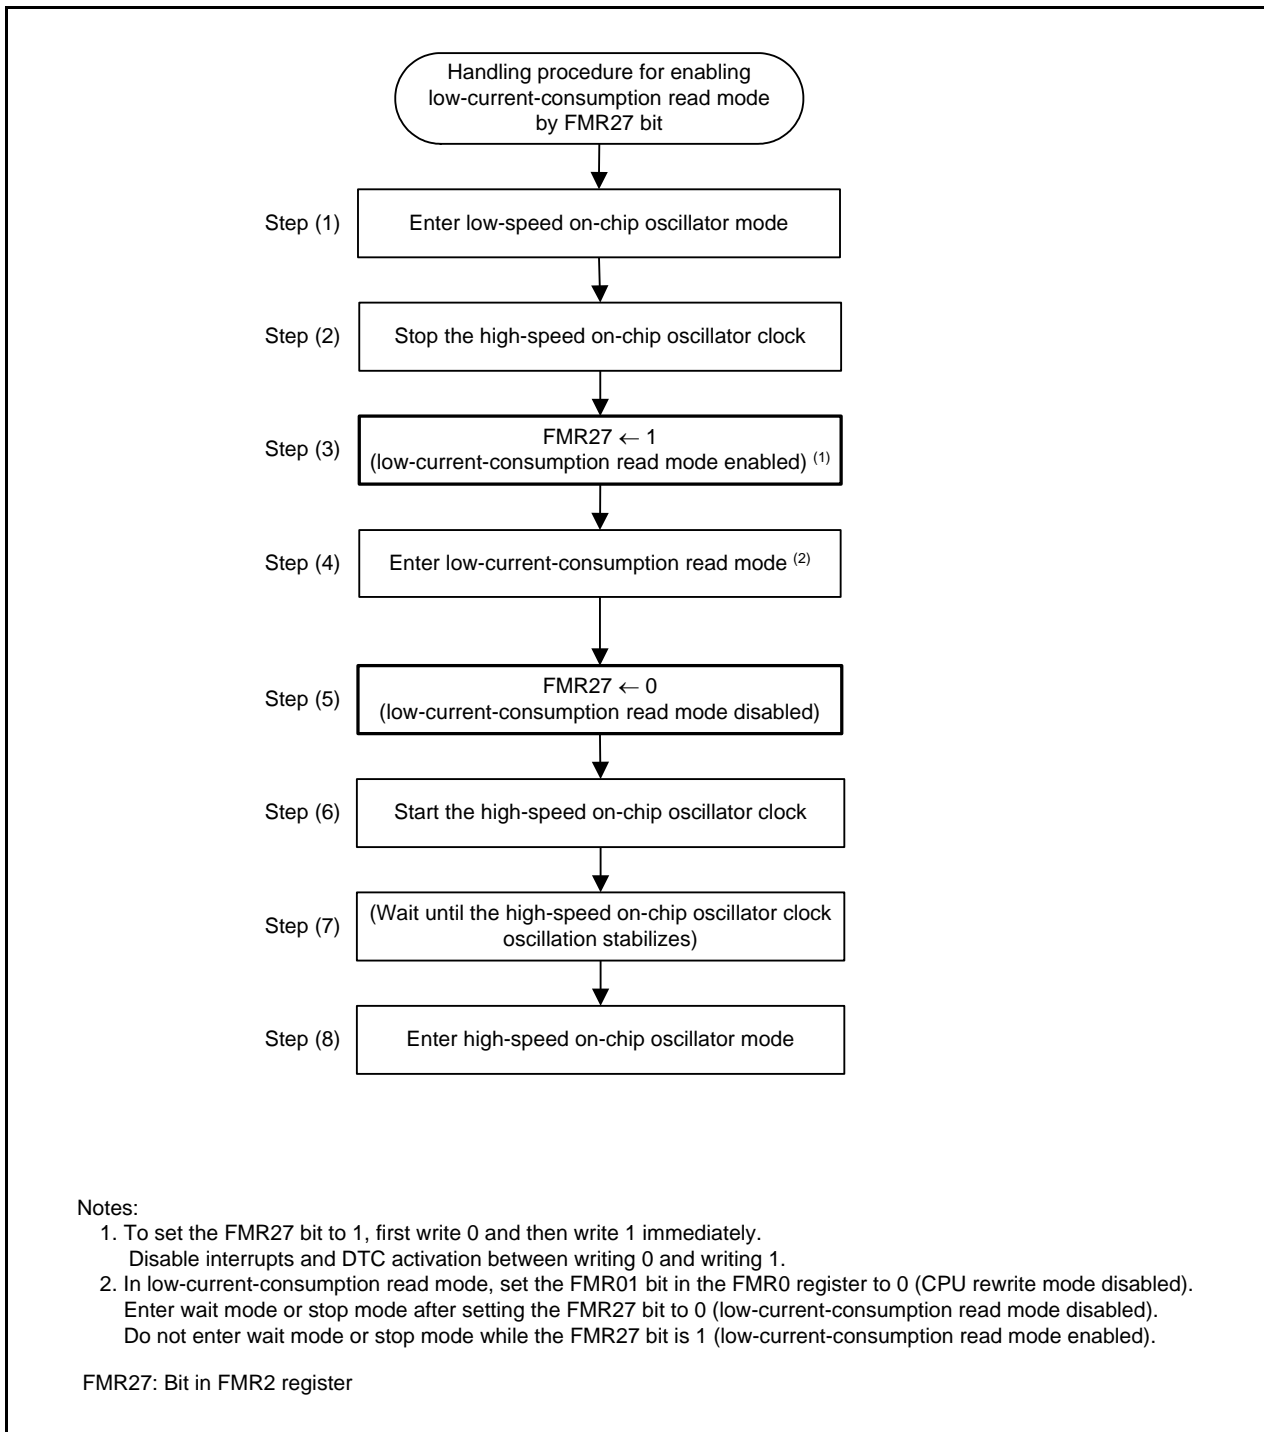 Handling procedure for enabling
low-current-consumption read mode
by FMR27 bit
Step (1)
Enter low-speed on-chip oscillator mode
Step (2)
Stop the high-speed on-chip oscillator clock
Step (3)
FMR27 ← 1
(low-current-consumption read mode enabled) (1)
Step (4)
Enter low-current-consumption read mode (2)
Step (5)
FMR27 ← 0
(low-current-consumption read mode disabled)
Step (6)
Start the high-speed on-chip oscillator clock
Step (7)
(Wait until the high-speed on-chip oscillator clock
oscillation stabilizes)
Step (8)
Enter high-speed on-chip oscillator mode
Notes:
1. To set the FMR27 bit to 1, first write 0 and then write 1 immediately.
Disable interrupts and DTC activation between writing 0 and writing 1.
2. In low-current-consumption read mode, set the FMR01 bit in the FMR0 register to 0 (CPU rewrite mode disabled).
Enter wait mode or stop mode after setting the FMR27 bit to 0 (low-current-consumption read mode disabled).
Do not enter wait mode or stop mode while the FMR27 bit is 1 (low-current-consumption read mode enabled).
FMR27: Bit in FMR2 register